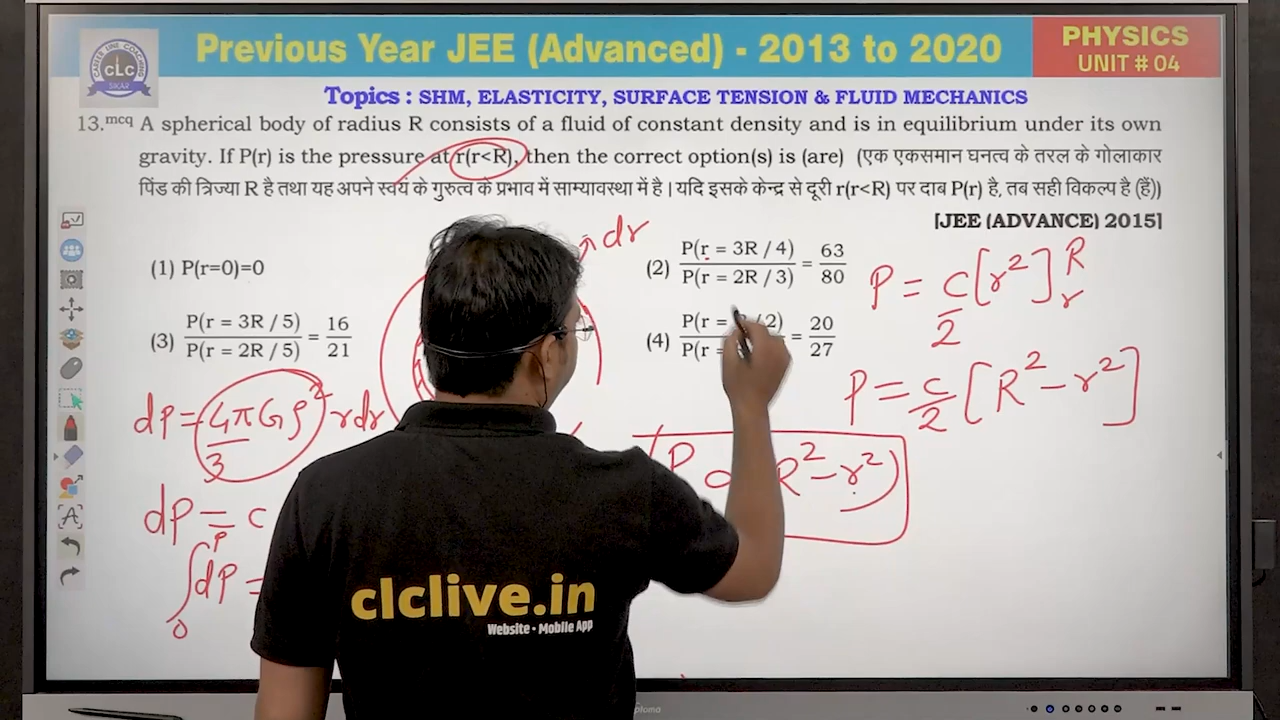 Previous Year JEE (Advanced) - 2013 to 2020
PHYSICS
UNIT # 04
CLC
SIKAR
Topics : SHM, ELASTICITY, SURFACE TENSION & FLUID MECHANICS
13.mcq A spherical body of radius R consists of a fluid of constant density and is in equilibrium under its own
gravity. If P(r) is the pressure at r(r<R), then the correct option(s) is (are) (एक एकसमान घनत्व के तरल के गोलाकार
पिंड की त्रिज्या R है तथा यह अपने स्वयं के गुरुत्व के प्रभाव में साम्यावस्था में है। यदि इसके केन्द्र से दूरी r(r<R) पर दाब P(r) है, तब सही विकल्प है (हैं))
[JEE (ADVANCE) 2015]
(1) P(r=0)=0
(2) P(r = 3R / 4) / P(r = 2R / 3) = 63 / 80
(3) P(r = 3R / 5) / P(r = 2R / 5) = 16 / 21
(4) P(r = 2) / P(r = = 20 / 27
dr
P = c/2 [r²]
R
r
P = c/2 [R² - r²]
dP = 4πGρ²/3 rdr
dP = c
P
∫dP =
0
P ∝ R² - r²)
clclive.in
Website • Mobile App